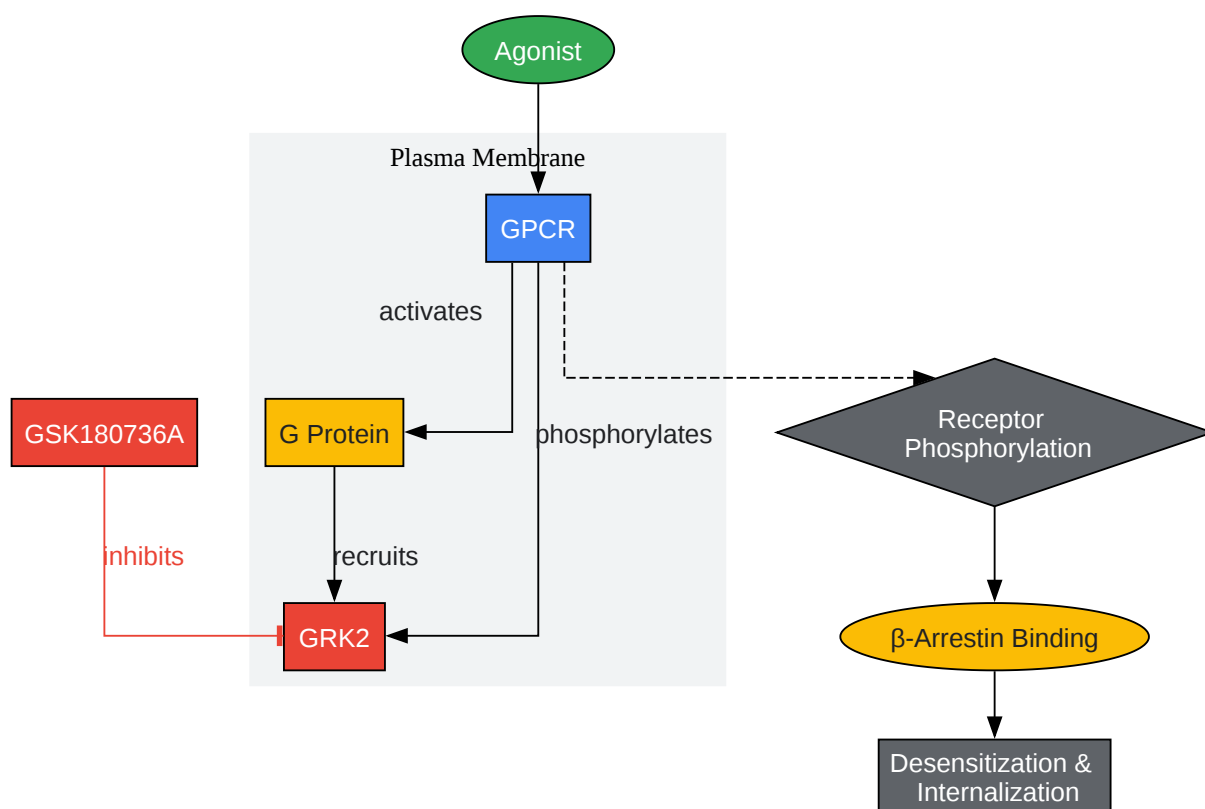 Agonist
Plasma Membrane
GPCR
activates
GSK180736A
G Protein
phosphorylates
Receptor
Phosphorylation
inhibits
recruits
GRK2
β-Arrestin Binding
Desensitization &
Internalization